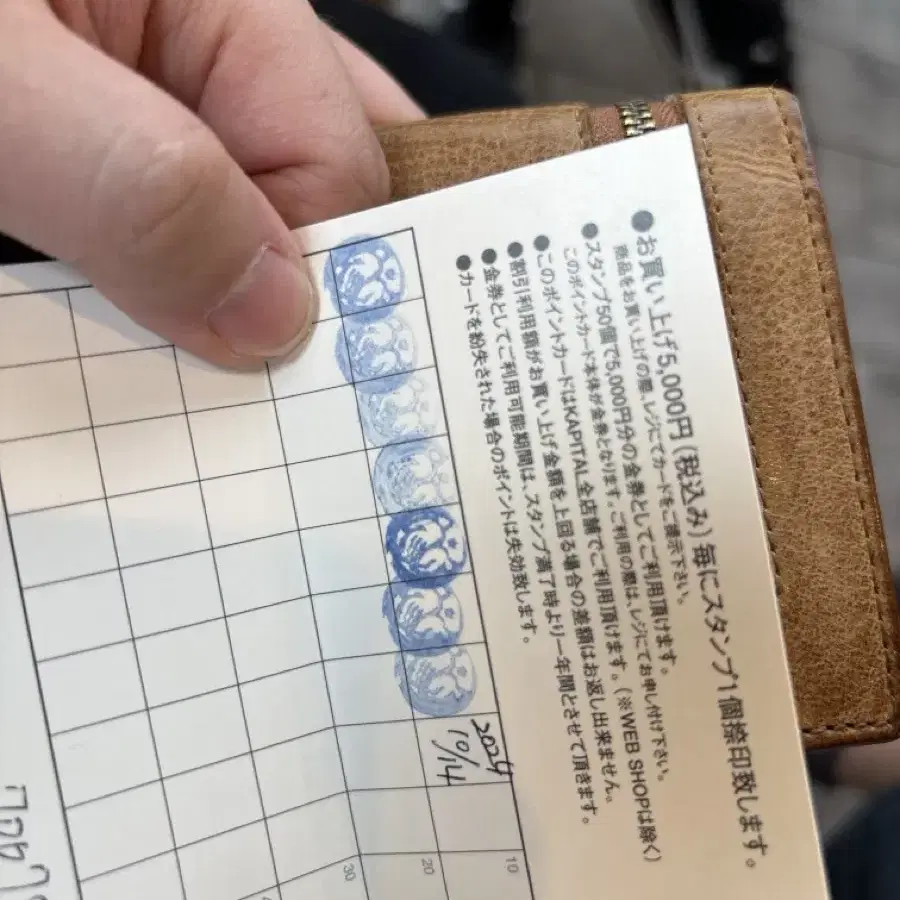 ●お買い上げ5,000円(税込み)毎にスタンプ1個捺印致します。
商品をお買い上げの際、レジにてカードをご提示下さい。
●スタンプ50個で5,000円分の金券としてご利用頂けます。
このポイントカード本体が金券となります。ご利用の際は、レジにてお申し付け下さい。
●このポイントカードはKAPITAL全店舗でご利用頂けます。(※WEB SHOPは除く)
●割引利用額がお買い上げ金額を上回る場合の差額はお返し出来ません。
●金券としてご利用可能期間は、スタンプ満了時より一年間とさせて頂きます。
●カードを紛失された場合のポイントは失効致します。
2024
10/14
10
20
30